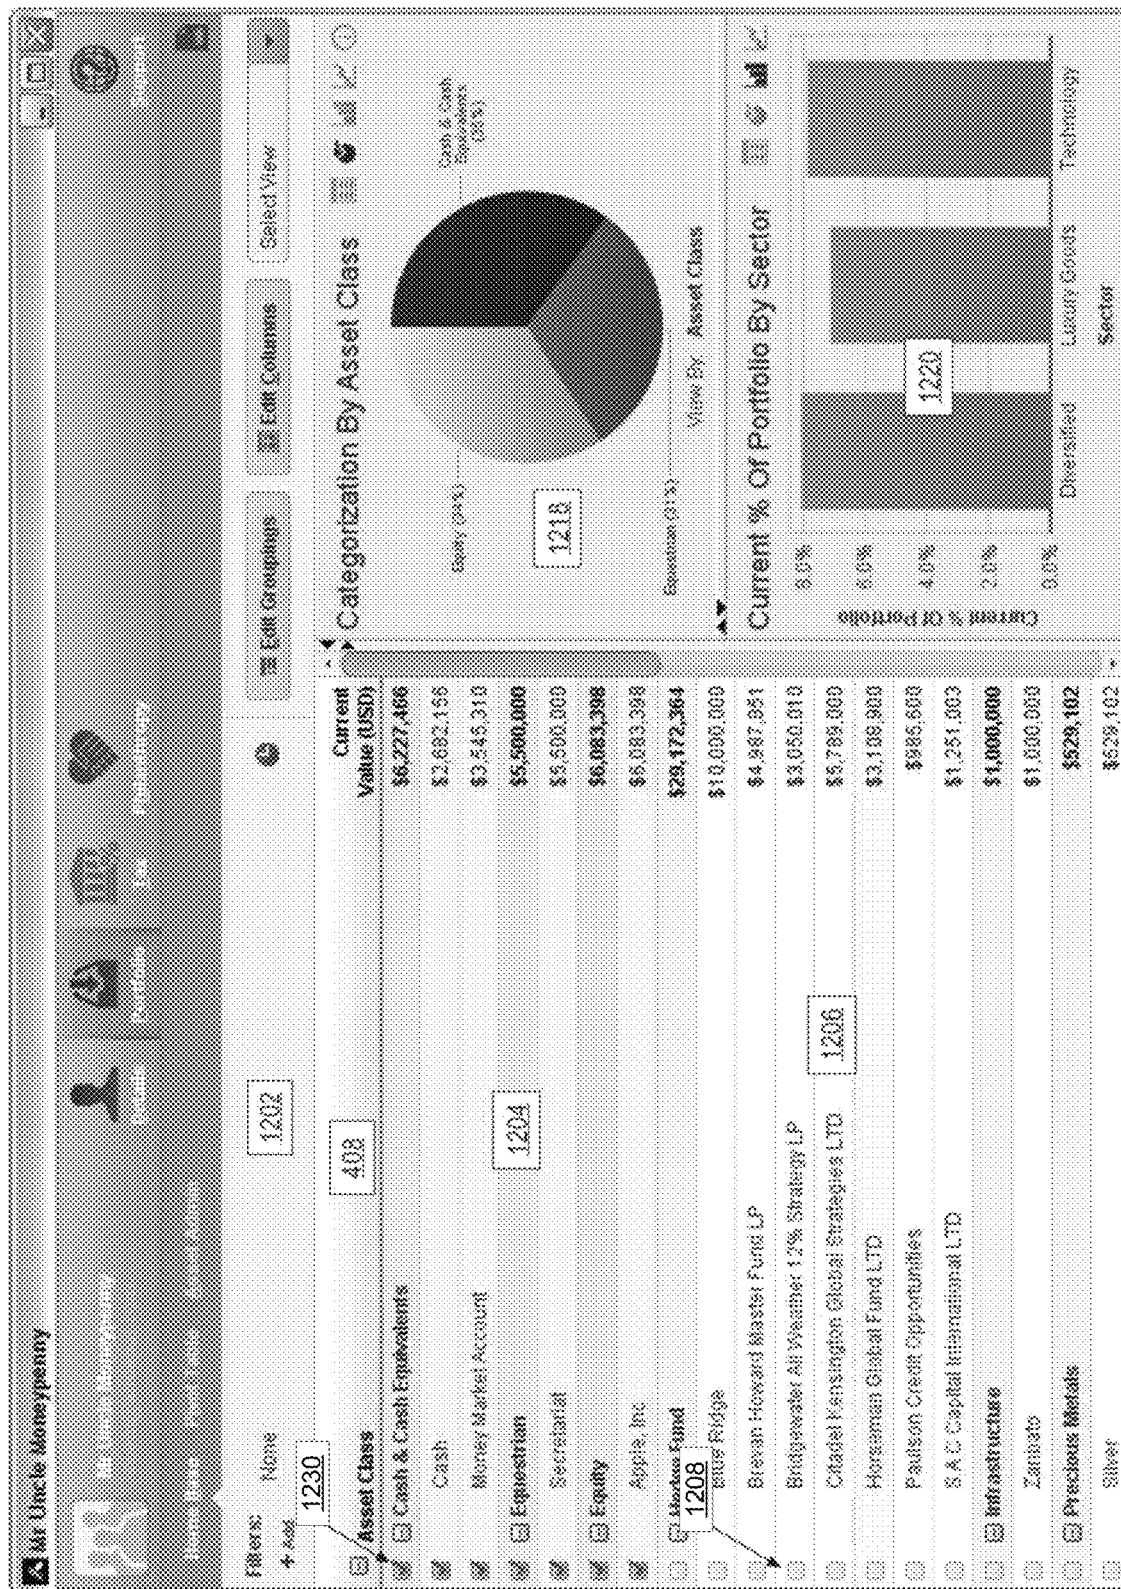 Mr Uncle Moneypenny
Filters:
None
+ Add
1202
Edit Groupings
Edit Columns
Select View
1230
408
Asset Class
Current
Value (USD)
Cash & Cash Equivalents $6,227,466
Cash $2,682,156
Money Market Account $3,545,310
1204
Equestrian $5,500,000
Secretariat $5,500,000
Equity $6,083,398
Apple, Inc $6,083,398
Hedge Fund $29,172,364
1208
Blue Ridge $10,000,000
Brevan Howard Master Fund LP $4,987,851
Bridgewater All Weather 12% Strategy LP $3,050,010
1206
Citadel Kensington Global Strategies LTD $5,789,000
Horseman Global Fund LTD $3,108,900
Paulson Credit Opportunities $985,600
S A C Capital International LTD $1,251,003
Infrastructure $1,000,000
Zanbato $1,000,000
Precious Metals $529,102
Silver $529,102
Categorization By Asset Class
Cash & Cash
Equivalents
Equity (34%)
1218
Equestrian (31%)
View By: Asset Class
Current % Of Portfolio By Sector
Current % Of Portfolio
8.0%
6.0%
4.0%
2.0%
0.0%
1220
Diversified
Luxury Goods
Technology
Sector